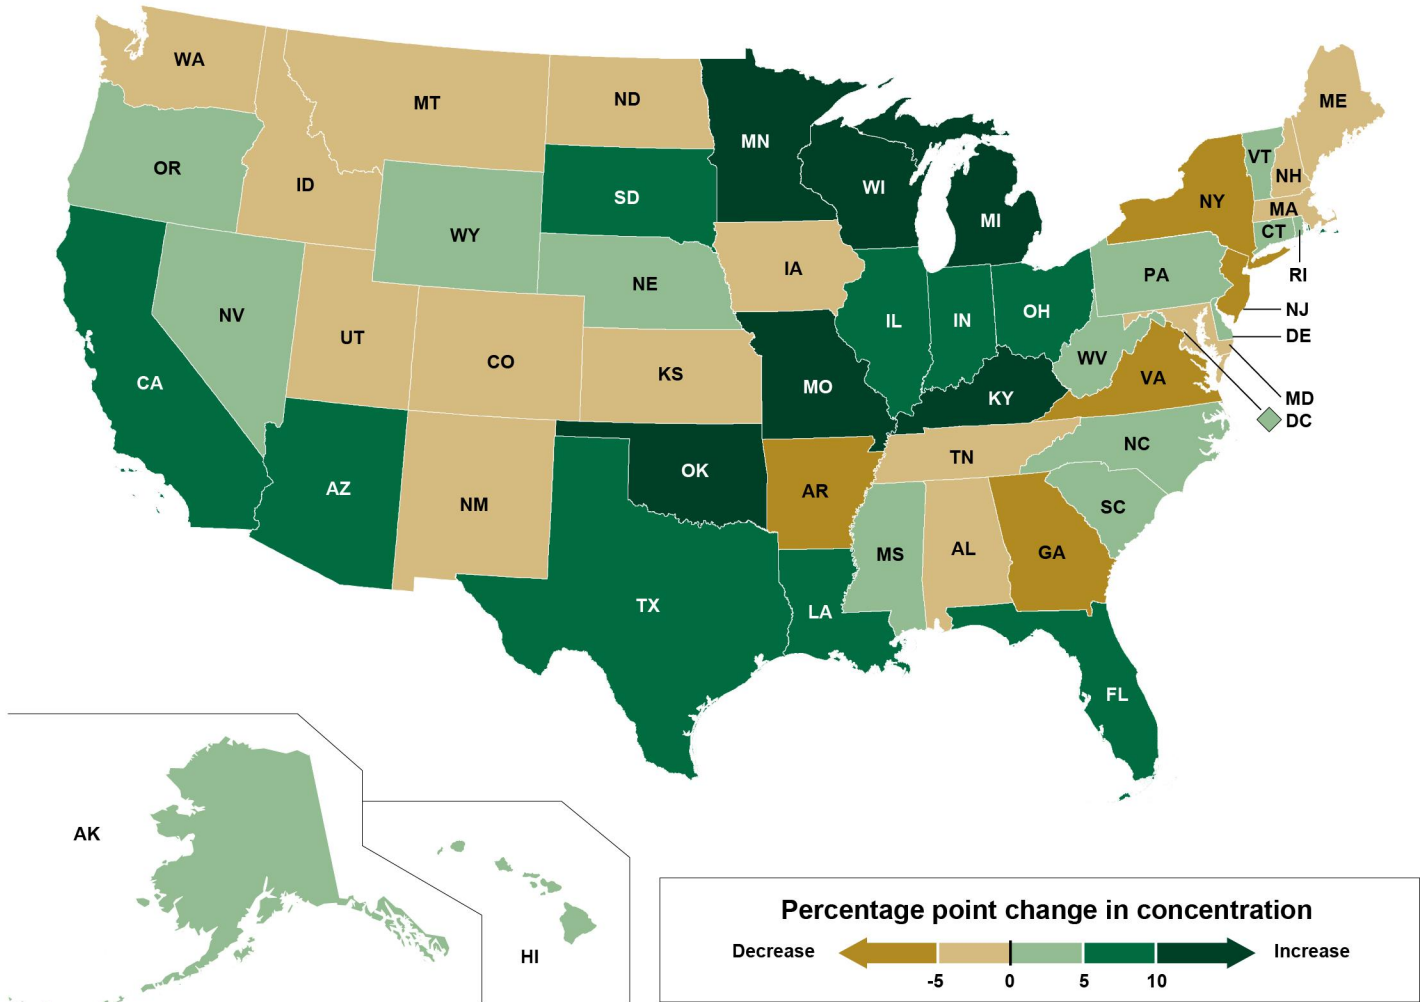 WA
MT
ND
ME
MN
OR
ID
SD
WI
VT
NH
NY
MA
MI
CT
WY
IA
PA
RI
NE
NV
IL
IN
OH
NJ
DE
UT
CO
KS
WV
CA
MO
KY
VA
MD
DC
NC
AZ
OK
TN
NM
AR
SC
MS
AL
GA
TX
LA
FL
AK
HI
Percentage point change in concentration
Decrease
Increase
-5 0 5 10